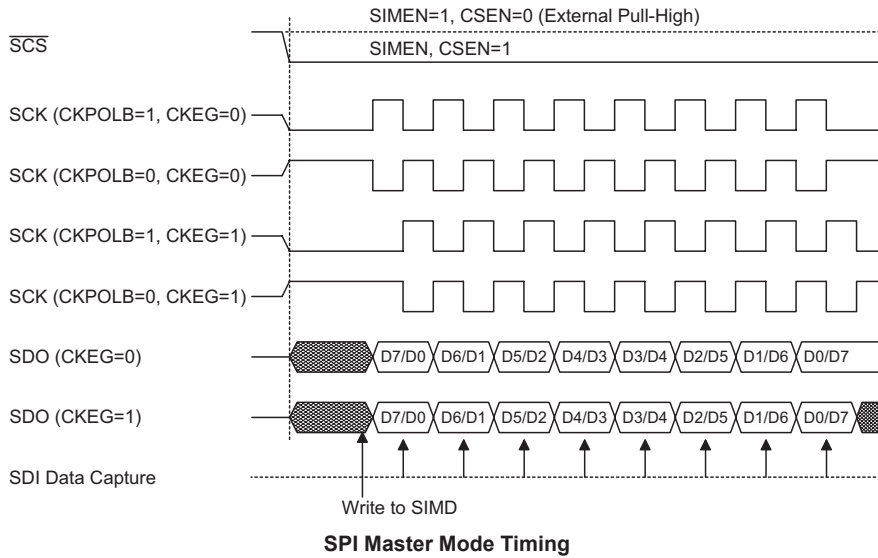 SIMEN=1, CSEN=0 (External Pull-High)
SCS
SIMEN, CSEN=1
SCK (CKPOLB=1, CKEG=0)
SCK (CKPOLB=0, CKEG=0)
SCK (CKPOLB=1, CKEG=1)
SCK (CKPOLB=0, CKEG=1)
SDO (CKEG=0) D7/D0 D6/D1 D5/D2 D4/D3 D3/D4 D2/D5 D1/D6 D0/D7
SDO (CKEG=1) D7/D0 D6/D1 D5/D2 D4/D3 D3/D4 D2/D5 D1/D6 D0/D7
SDI Data Capture
Write to SIMD
SPI Master Mode Timing